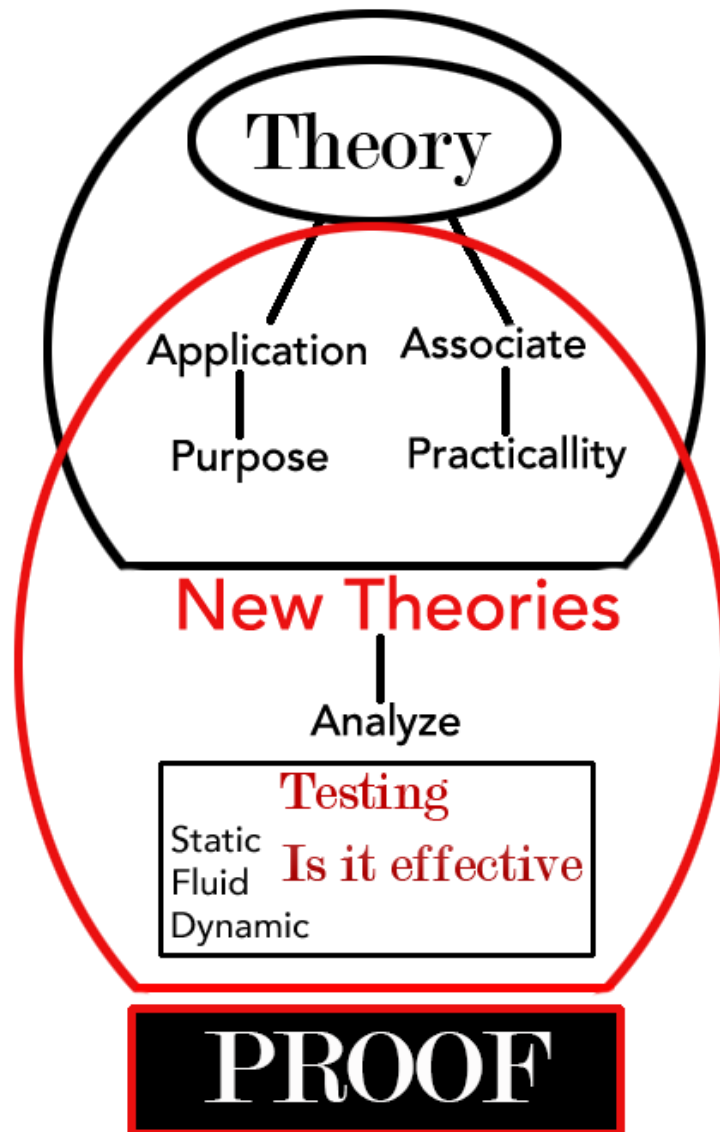 Theory
Application Associate
Purpose Practicallity
New Theories
Analyze
Testing
Static
Is it effective
Fluid
Dynamic
PROOF